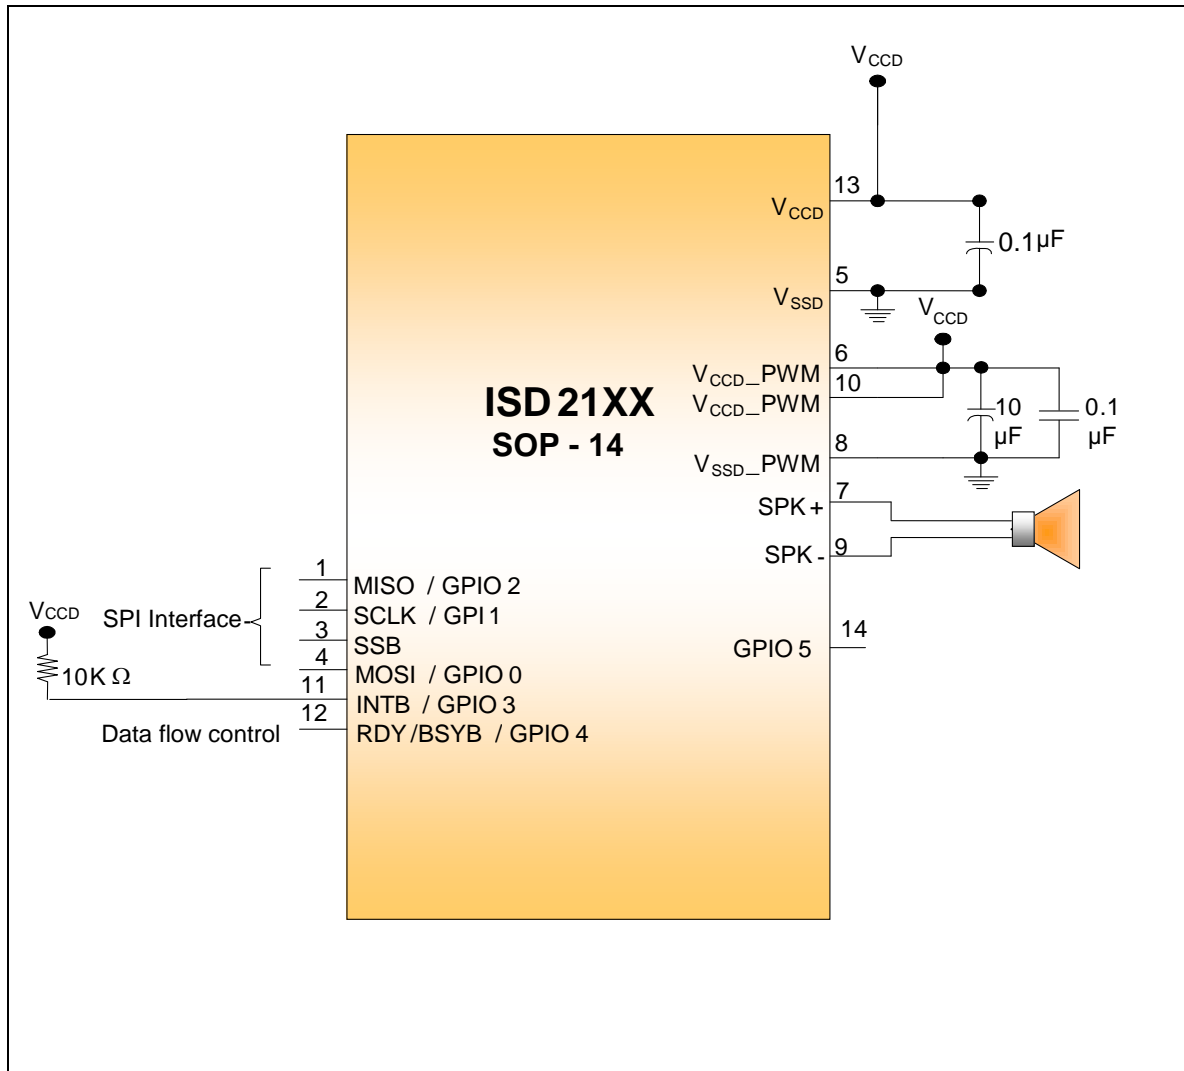 VCCD
13
VCCD
0.1µF
5
VSSD
VCCD
6
VCCD_PWM
10
VCCD_PWM
10 µF
0.1 µF
ISD 21XX
SOP - 14
8
VSSD_PWM
7
SPK +
9
SPK -
14
GPIO 5
1
MISO / GPIO 2
2
SCLK / GPI 1
SPI Interface
3
SSB
4
MOSI / GPIO 0
VCCD
10K Ω
11
INTB / GPIO 3
12
RDY /BSYB / GPIO 4
Data flow control